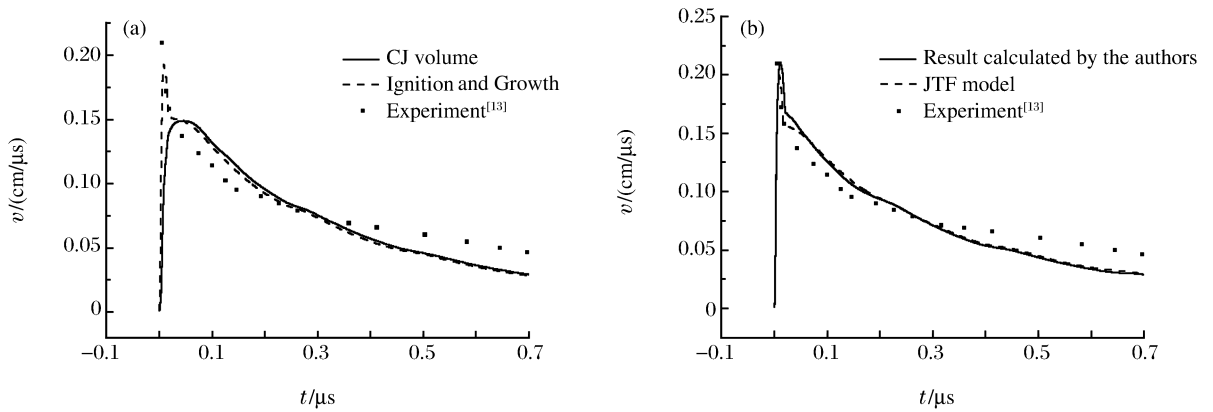 (a)
CJ volume
Ignition and Growth
Experiment[13]
0.20
0.15
0.10
0.05
0
v/(cm/μs)
−0.1
0.1
0.3
0.5
0.7
t/μs
(b)
Result calculated by the authors
JTF model
Experiment[13]
0.25
0.20
0.15
0.10
0.05
0
v/(cm/μs)
−0.1
0.1
0.3
0.5
0.7
t/μs